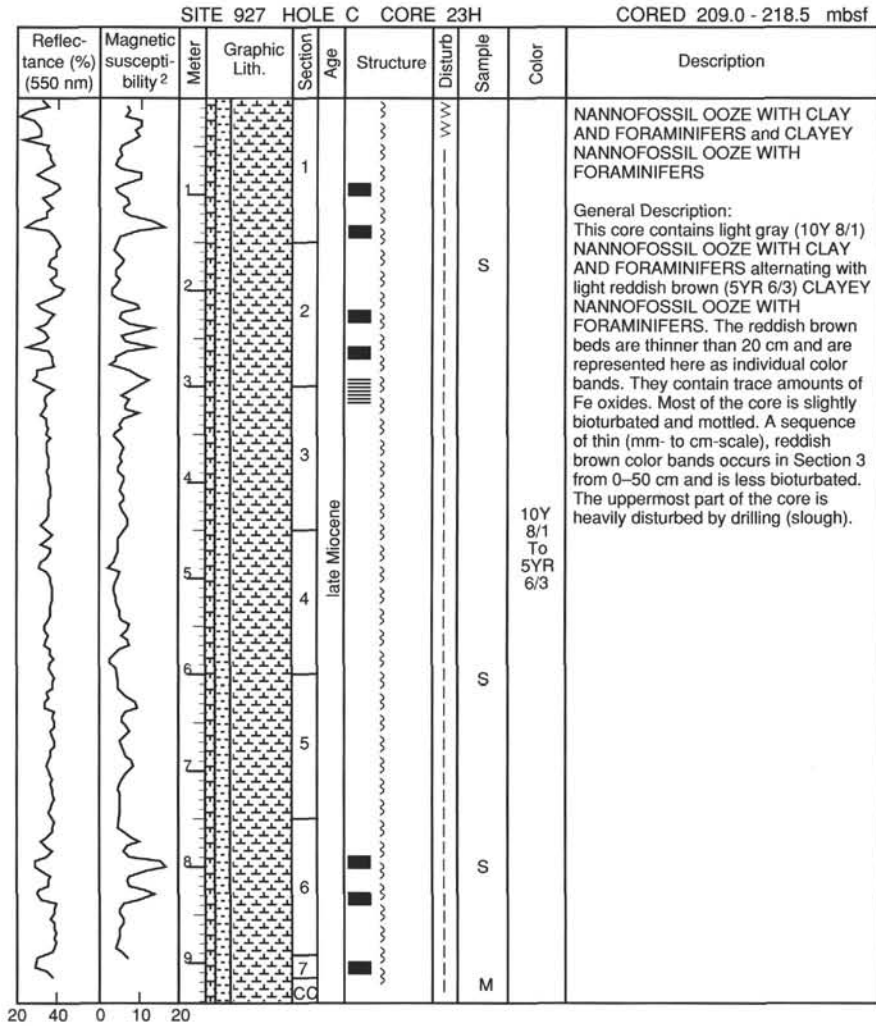 SITE 927 HOLE C CORE 23H CORED 209.0 - 218.5 mbsf
Reflec-
tance (%)
(550 nm)
Magnetic
suscepti-
bility 2
Meter
Graphic
Lith.
Section
Age
Structure
Disturb
Sample
Color
Description
1
2
3
4
5
6
7
8
9
1
2
3
4
5
6
7
CC
late Miocene
W
W
S
S
S
M
10Y
8/1
To
5YR
6/3
NANNOFOSSIL OOZE WITH CLAY
AND FORAMINIFERS and CLAYEY
NANNOFOSSIL OOZE WITH
FORAMINIFERS
General Description:
This core contains light gray (10Y 8/1)
NANNOFOSSIL OOZE WITH CLAY
AND FORAMINIFERS alternating with
light reddish brown (5YR 6/3) CLAYEY
NANNOFOSSIL OOZE WITH
FORAMINIFERS. The reddish brown
beds are thinner than 20 cm and are
represented here as individual color
bands. They contain trace amounts of
Fe oxides. Most of the core is slightly
bioturbated and mottled. A sequence
of thin (mm- to cm-scale), reddish
brown color bands occurs in Section 3
from 0–50 cm and is less bioturbated.
The uppermost part of the core is
heavily disturbed by drilling (slough).
20 40 0 10 20